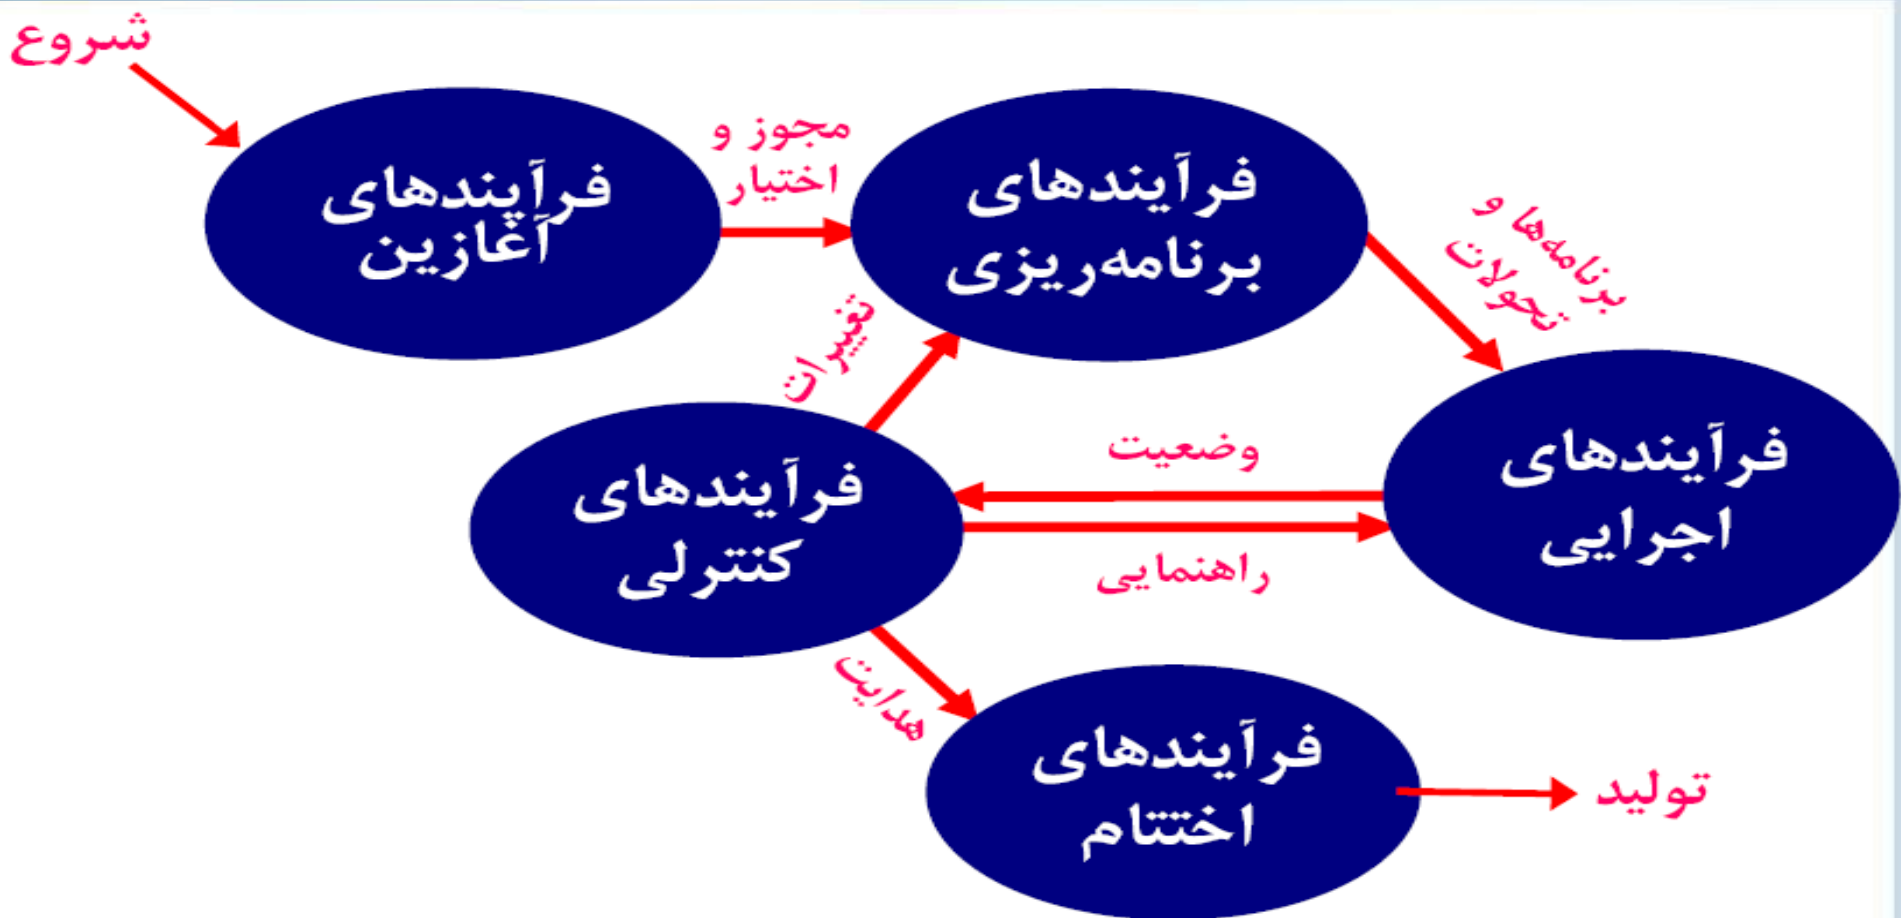 شروع
فرآیندهای
آغازین
مجوز و
اختیار
فرآیندهای
برنامه‌ریزی
برنامه‌ها و
تحولات
تغییرات
فرآیندهای
اجرایی
وضعیت
راهنمایی
فرآیندهای
کنترلی
هدایت
فرآیندهای
اختتام
تولید